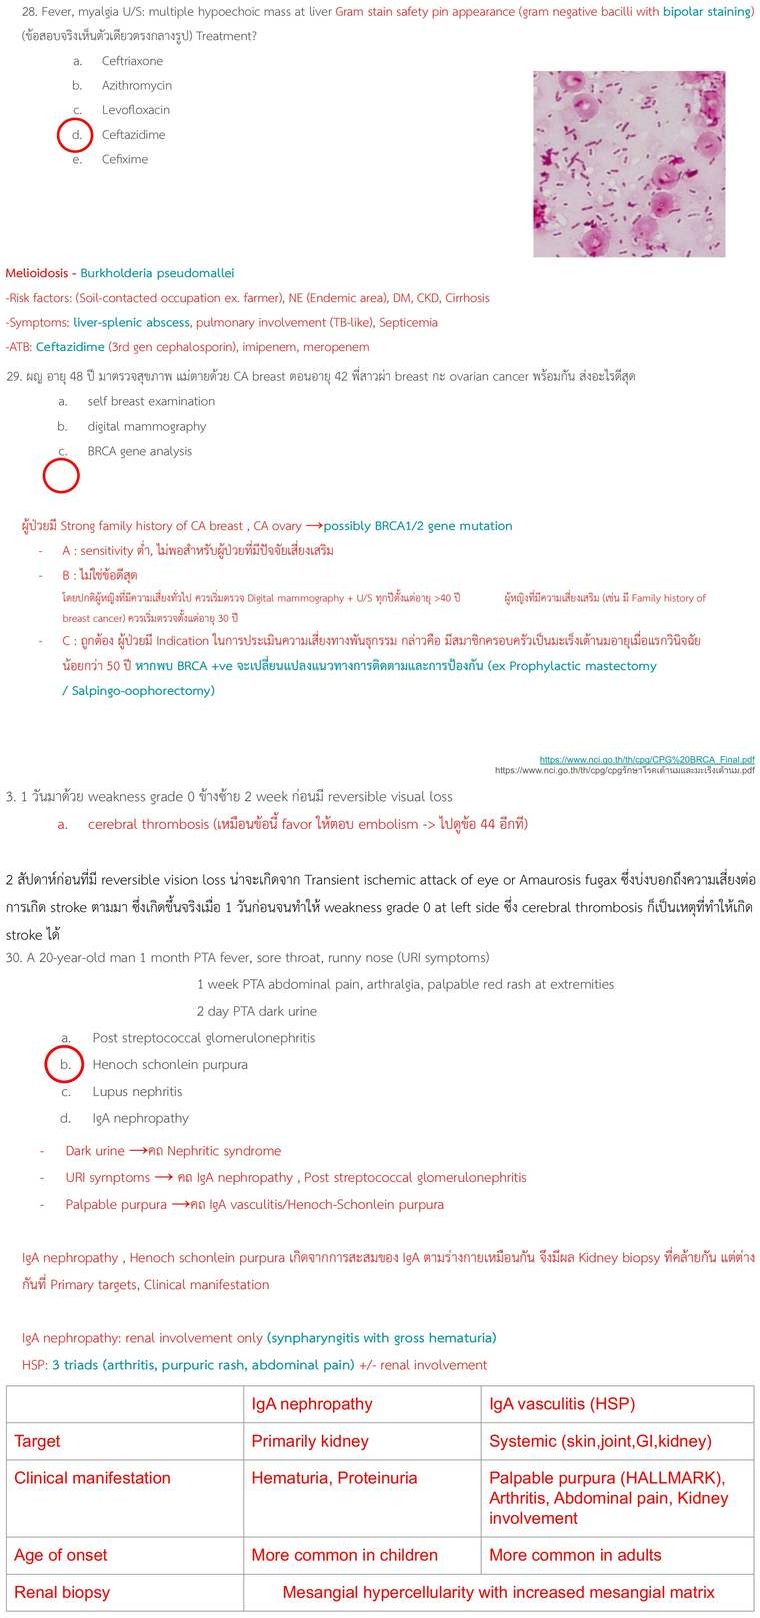 28. Fever, myalgia U/S: multiple hypoechoic mass at liver Gram stain safety pin appearance (gram negative bacilli with bipolar staining)
(ข้อสอบจริงเห็นตัวเดียวตรงกลางรูป) Treatment?
a. Ceftriaxone
b. Azithromycin
c. Levofloxacin
d. Ceftazidime
e. Cefixime
Melioidosis - Burkholderia pseudomallei
-Risk factors: (Soil-contacted occupation ex. farmer), NE (Endemic area), DM, CKD, Cirrhosis
-Symptoms: liver-splenic abscess, pulmonary involvement (TB-like), Septicemia
-ATB: Ceftazidime (3rd gen cephalosporin), imipenem, meropenem
29. ผญ อายุ 48 ปี มาตรวจสุขภาพ แม่ตายด้วย CA breast ตอนอายุ 42 พี่สาวผ่า breast กะ ovarian cancer พร้อมกัน ส่งอะไรดีสุด
a. self breast examination
b. digital mammography
c. BRCA gene analysis
ผู้ป่วยมี Strong family history of CA breast , CA ovary →possibly BRCA1/2 gene mutation
- A : sensitivity ต่ำ, ไม่พอสำหรับผู้ป่วยที่มีปัจจัยเสี่ยงเสริม
- B : ไม่ใช่ข้อดีสุด
โดยปกติผู้หญิงที่มีความเสี่ยงทั่วไป ควรเริ่มตรวจ Digital mammography + U/S ทุกปีตั้งแต่อายุ >40 ปี ผู้หญิงที่มีความเสี่ยงเสริม (เช่น มี Family history of
breast cancer) ควรเริ่มตรวจตั้งแต่อายุ 30 ปี
- C : ถูกต้อง ผู้ป่วยมี Indication ในการประเมินความเสี่ยงทางพันธุกรรม กล่าวคือ มีสมาชิกครอบครัวเป็นมะเร็งเต้านมอายุเมื่อแรกวินิจฉัย
น้อยกว่า 50 ปี หากพบ BRCA +ve จะเปลี่ยนแปลงแนวทางการติดตามและการป้องกัน (ex Prophylactic mastectomy
/ Salpingo-oophorectomy)
https://www.nci.go.th/th/cpg/CPG%20BRCA_Final.pdf
https://www.nci.go.th/th/cpg/cpgรักษาโรคเต้านมและมะเร็งเต้านม.pdf
3. 1 วันมาด้วย weakness grade 0 ข้างซ้าย 2 week ก่อนมี reversible visual loss
a. cerebral thrombosis (เหมือนข้อนี้ favor ให้ตอบ embolism -> ไปดูข้อ 44 อีกที)
2 สัปดาห์ก่อนที่มี reversible vision loss น่าจะเกิดจาก Transient ischemic attack of eye or Amaurosis fugax ซึ่งบ่งบอกถึงความเสี่ยงต่อ
การเกิด stroke ตามมา ซึ่งเกิดขึ้นจริงเมื่อ 1 วันก่อนจนทำให้ weakness grade 0 at left side ซึ่ง cerebral thrombosis ก็เป็นเหตุที่ทำให้เกิด
stroke ได้
30. A 20-year-old man 1 month PTA fever, sore throat, runny nose (URI symptoms)
1 week PTA abdominal pain, arthralgia, palpable red rash at extremities
2 day PTA dark urine
a. Post streptococcal glomerulonephritis
b. Henoch schonlein purpura
c. Lupus nephritis
d. IgA nephropathy
- Dark urine →คถ Nephritic syndrome
- URI symptoms → คถ IgA nephropathy , Post streptococcal glomerulonephritis
- Palpable purpura →คถ IgA vasculitis/Henoch-Schonlein purpura
IgA nephropathy , Henoch schonlein purpura เกิดจากการสะสมของ IgA ตามร่างกายเหมือนกัน จึงมีผล Kidney biopsy ที่คล้ายกัน แต่ต่าง
กันที่ Primary targets, Clinical manifestation
IgA nephropathy: renal involvement only (synpharyngitis with gross hematuria)
HSP: 3 triads (arthritis, purpuric rash, abdominal pain) +/- renal involvement
IgA nephropathy IgA vasculitis (HSP)
Target Primarily kidney Systemic (skin,joint,GI,kidney)
Clinical manifestation Hematuria, Proteinuria Palpable purpura (HALLMARK),
Arthritis, Abdominal pain, Kidney
involvement
Age of onset More common in children More common in adults
Renal biopsy Mesangial hypercellularity with increased mesangial matrix